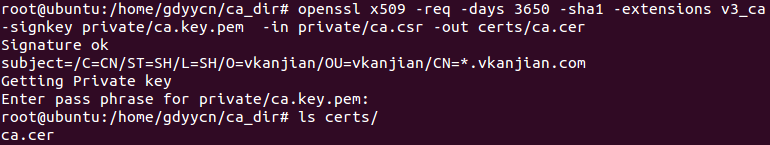 root@ubuntu:/home/gdyycn/ca_dir# openssl x509 -req -days 3650 -sha1 -extensions v3_ca
-signkey private/ca.key.pem  -in private/ca.csr -out certs/ca.cer
Signature ok
subject=/C=CN/ST=SH/L=SH/O=vkanjian/OU=vkanjian/CN=*.vkanjian.com
Getting Private key
Enter pass phrase for private/ca.key.pem:
root@ubuntu:/home/gdyycn/ca_dir# ls certs/
ca.cer